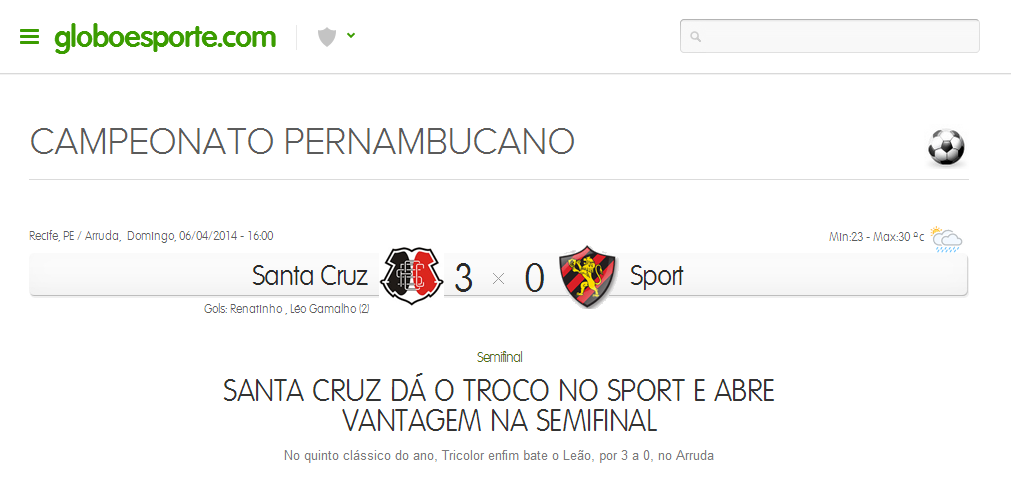 globoesporte.com
CAMPEONATO PERNAMBUCANO
Recife, PE / Arruda, Domingo, 06/04/2014 - 16:00
Min:23 - Max:30 ºc
Santa Cruz 3 x 0 Sport
Gols: Renatinho , Léo Gamalho (2)
Semifinal
SANTA CRUZ DÁ O TROCO NO SPORT E ABRE
VANTAGEM NA SEMIFINAL
No quinto clássico do ano, Tricolor enfim bate o Leão, por 3 a 0, no Arruda